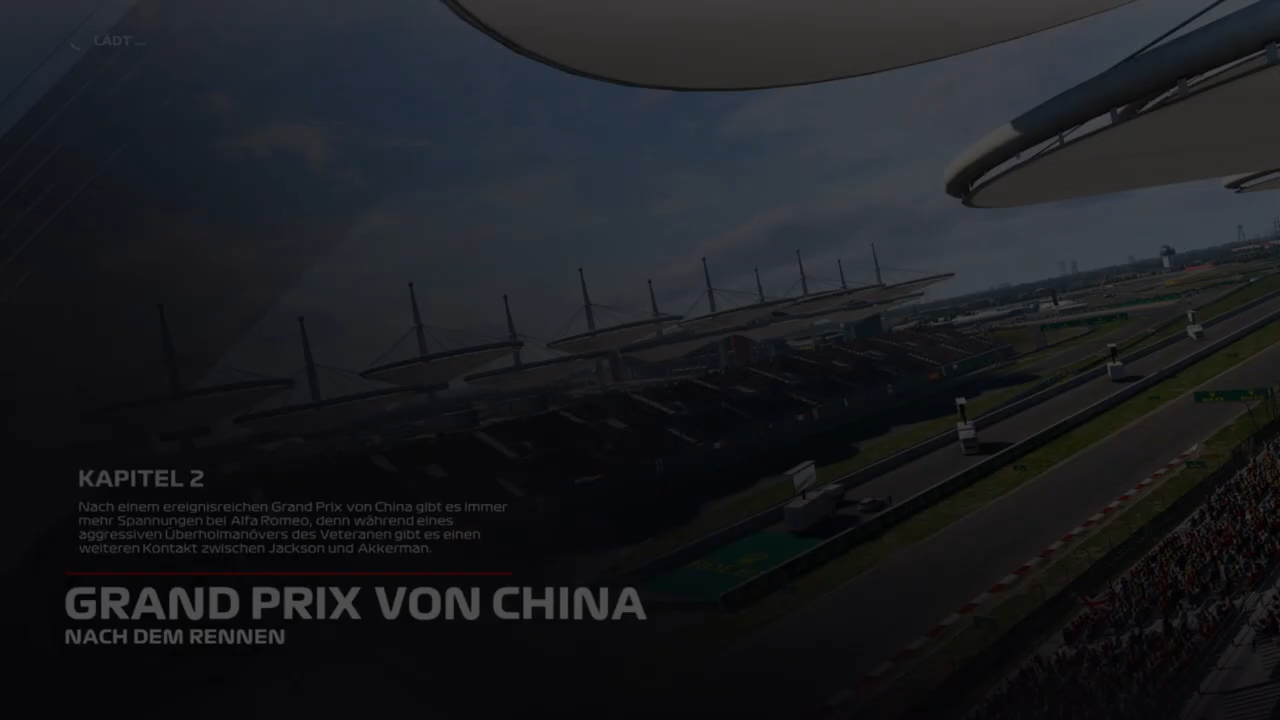 LÄDT ...
KAPITEL 2
Nach einem ereignisreichen Grand Prix von China gibt es immer
mehr Spannungen bei Alfa Romeo, denn während eines
aggressiven Überholmanövers des Veteranen gibt es einen
weiteren Kontakt zwischen Jackson und Akkerman.
GRAND PRIX VON CHINA
NACH DEM RENNEN